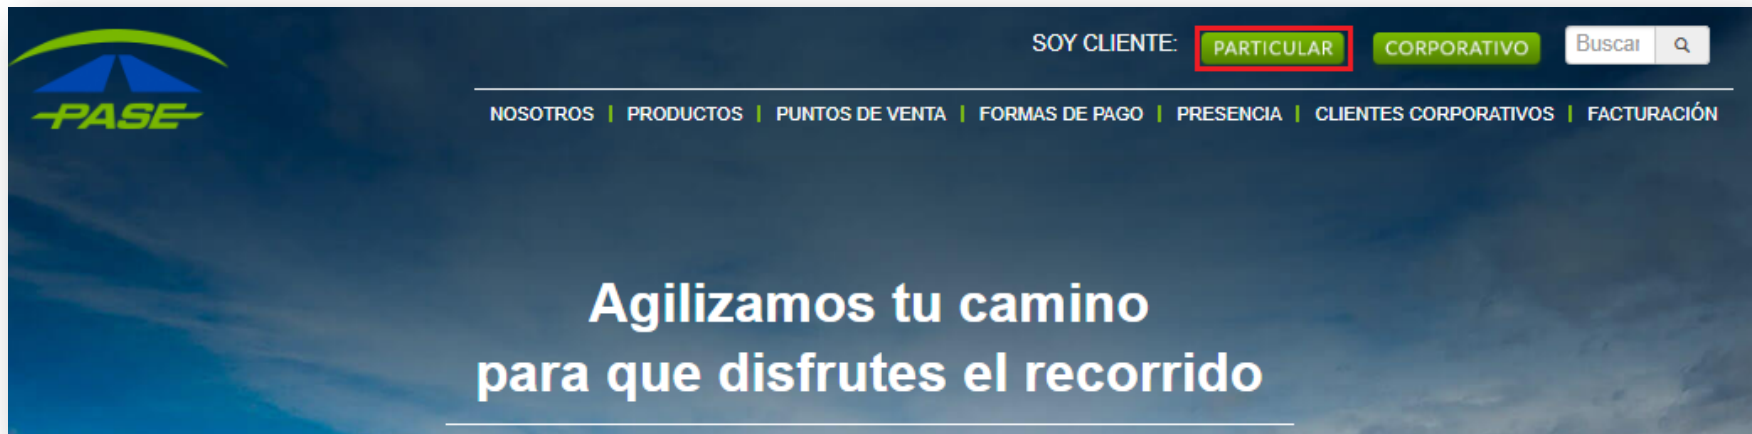 PASE
SOY CLIENTE: PARTICULAR CORPORATIVO Buscar
NOSOTROS | PRODUCTOS | PUNTOS DE VENTA | FORMAS DE PAGO | PRESENCIA | CLIENTES CORPORATIVOS | FACTURACIÓN
Agilizamos tu camino
para que disfrutes el recorrido